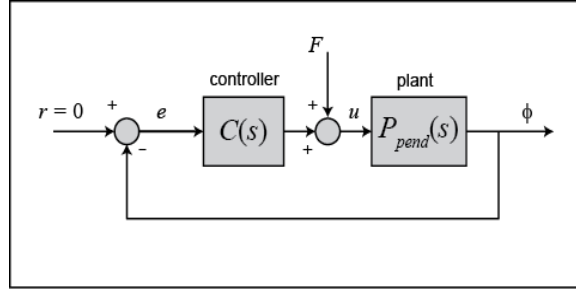 F
controller
plant
r = 0
+
e
C(s)
+
+
u
P_pend(s)
ϕ
-